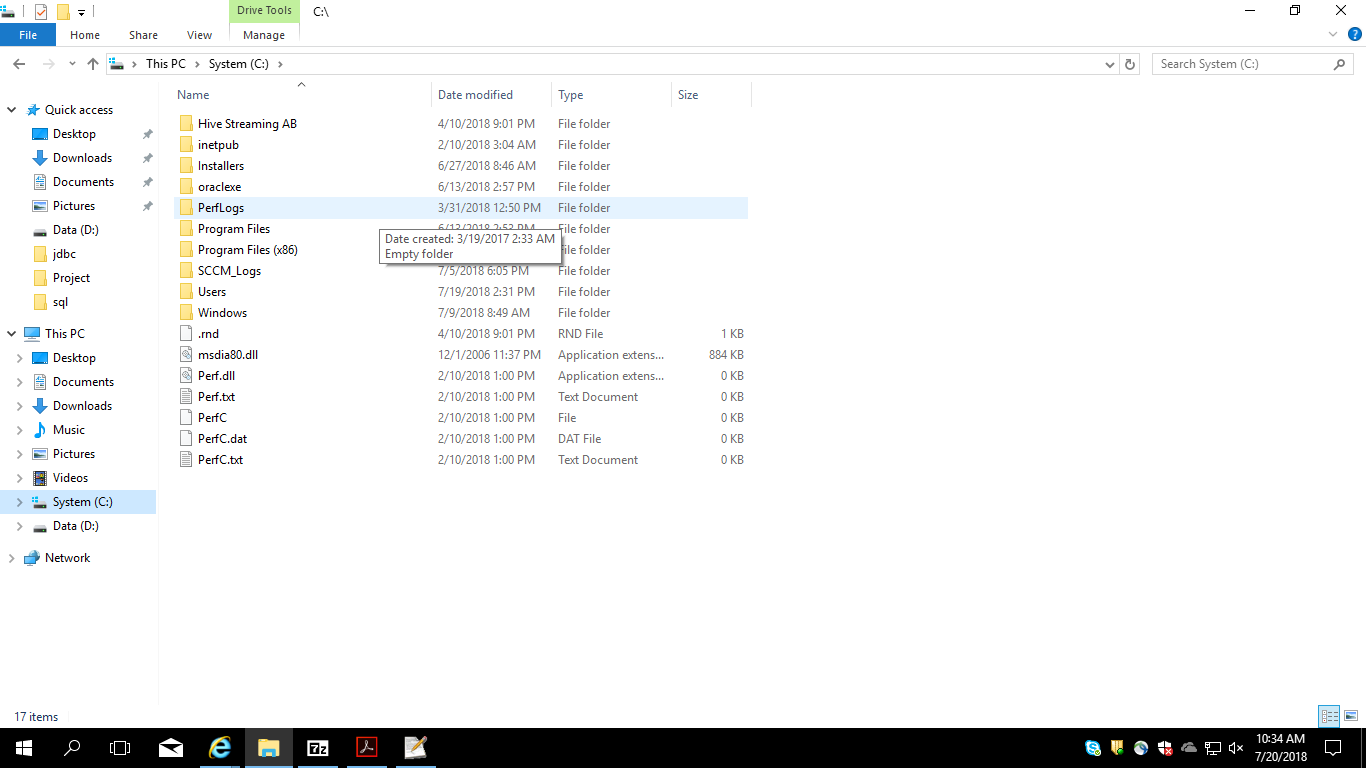 Drive Tools C:\
File Home Share View Manage
This PC System (C:) Search System (C:)
Name Date modified Type Size
Quick access
Desktop
Downloads
Documents
Pictures
Data (D:)
jdbc
Project
sql
This PC
Desktop
Documents
Downloads
Music
Pictures
Videos
System (C:)
Data (D:)
Network
Hive Streaming AB 4/10/2018 9:01 PM File folder
inetpub 2/10/2018 3:04 AM File folder
Installers 6/27/2018 8:46 AM File folder
oraclexe 6/13/2018 2:57 PM File folder
PerfLogs 3/31/2018 12:50 PM File folder
Program Files 6/13/2018 2:53 PM File folder
Date created: 3/19/2017 2:33 AM
Empty folder
Program Files (x86) file folder
SCCM_Logs 7/5/2018 6:05 PM File folder
Users 7/19/2018 2:31 PM File folder
Windows 7/9/2018 8:49 AM File folder
.rnd 4/10/2018 9:01 PM RND File 1 KB
msdia80.dll 12/1/2006 11:37 PM Application extens... 884 KB
Perf.dll 2/10/2018 1:00 PM Application extens... 0 KB
Perf.txt 2/10/2018 1:00 PM Text Document 0 KB
PerfC 2/10/2018 1:00 PM File 0 KB
PerfC.dat 2/10/2018 1:00 PM DAT File 0 KB
PerfC.txt 2/10/2018 1:00 PM Text Document 0 KB
17 items
7z
10:34 AM
7/20/2018